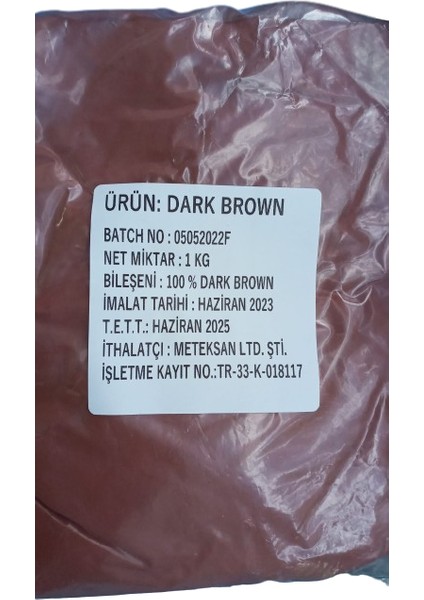 ÜRÜN: DARK BROWN
BATCH NO : 05052022F
NET MİKTAR : 1 KG
BİLEŞENİ : 100 % DARK BROWN
İMALAT TARİHİ : HAZİRAN 2023
T.E.T.T.: HAZİRAN 2025
İTHALATÇI : METEKSAN LTD. ŞTİ.
İŞLETME KAYIT NO.:TR-33-K-018117